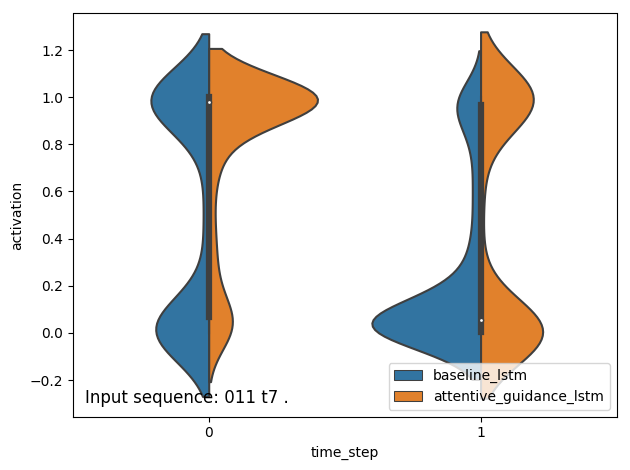 1.2
1.0
0.8
0.6
0.4
0.2
0.0
−0.2
activation
Input sequence: 011 t7 .
baseline_lstm
attentive_guidance_lstm
0
1
time_step